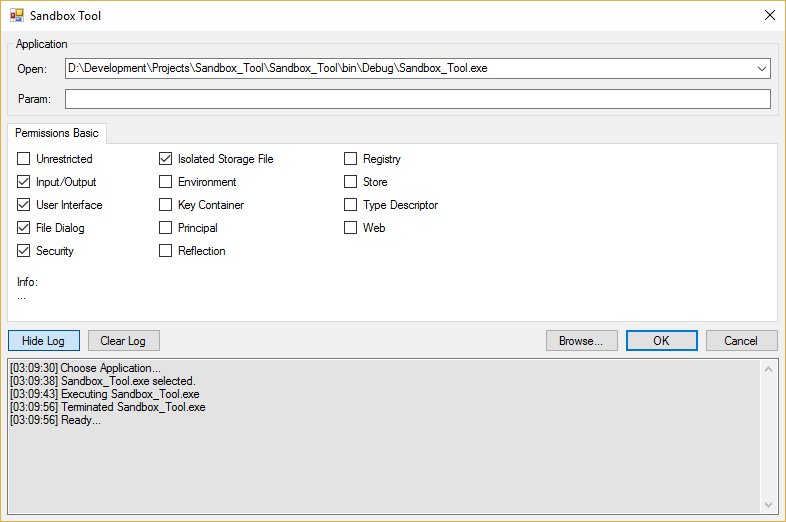 Sandbox Tool
Application
Open: D:\Development\Projects\Sandbox_Tool\Sandbox_Tool\bin\Debug\Sandbox_Tool.exe
Param:
Permissions Basic
Unrestricted Isolated Storage File Registry
Input/Output Environment Store
User Interface Key Container Type Descriptor
File Dialog Principal Web
Security Reflection
Info:
...
Hide Log Clear Log Browse... OK Cancel
[03:09:30] Choose Application...
[03:09:38] Sandbox_Tool.exe selected.
[03:09:43] Executing Sandbox_Tool.exe
[03:09:56] Terminated Sandbox_Tool.exe
[03:09:56] Ready...